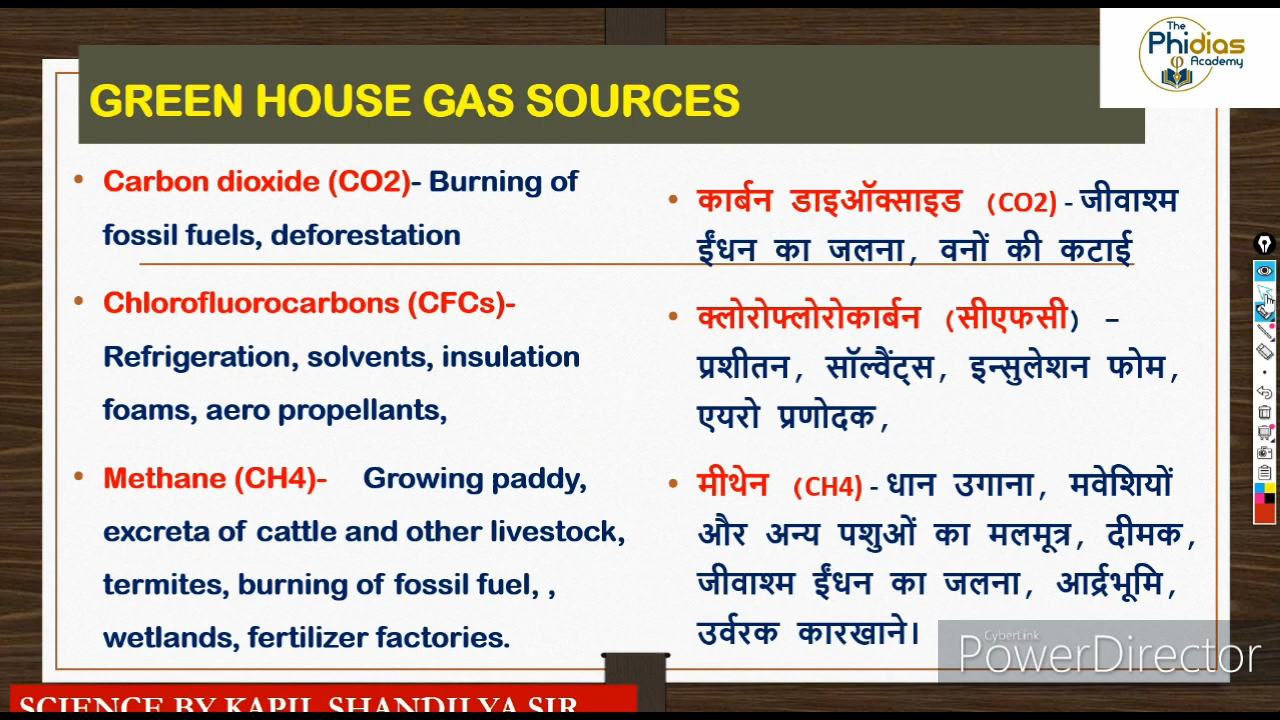 The
Phidias
Academy
GREEN HOUSE GAS SOURCES
• Carbon dioxide (CO2)- Burning of
fossil fuels, deforestation
• Chlorofluorocarbons (CFCs)-
Refrigeration, solvents, insulation
foams, aero propellants,
• Methane (CH4)- Growing paddy,
excreta of cattle and other livestock,
termites, burning of fossil fuel, ,
wetlands, fertilizer factories.
• कार्बन डाइऑक्साइड (CO2) - जीवाश्म
ईंधन का जलना, वनों की कटाई
• क्लोरोफ्लोरोकार्बन (सीएफसी) –
प्रशीतन, सॉल्वैंट्स, इन्सुलेशन फोम,
एयरो प्रणोदक,
• मीथेन (CH4) - धान उगाना, मवेशियों
और अन्य पशुओं का मलमूत्र, दीमक,
जीवाश्म ईंधन का जलना, आर्द्रभूमि,
उर्वरक कारखाने।
CyberLink
PowerDirector
SCIENCE BY KAPIL SHANDILYA SIR